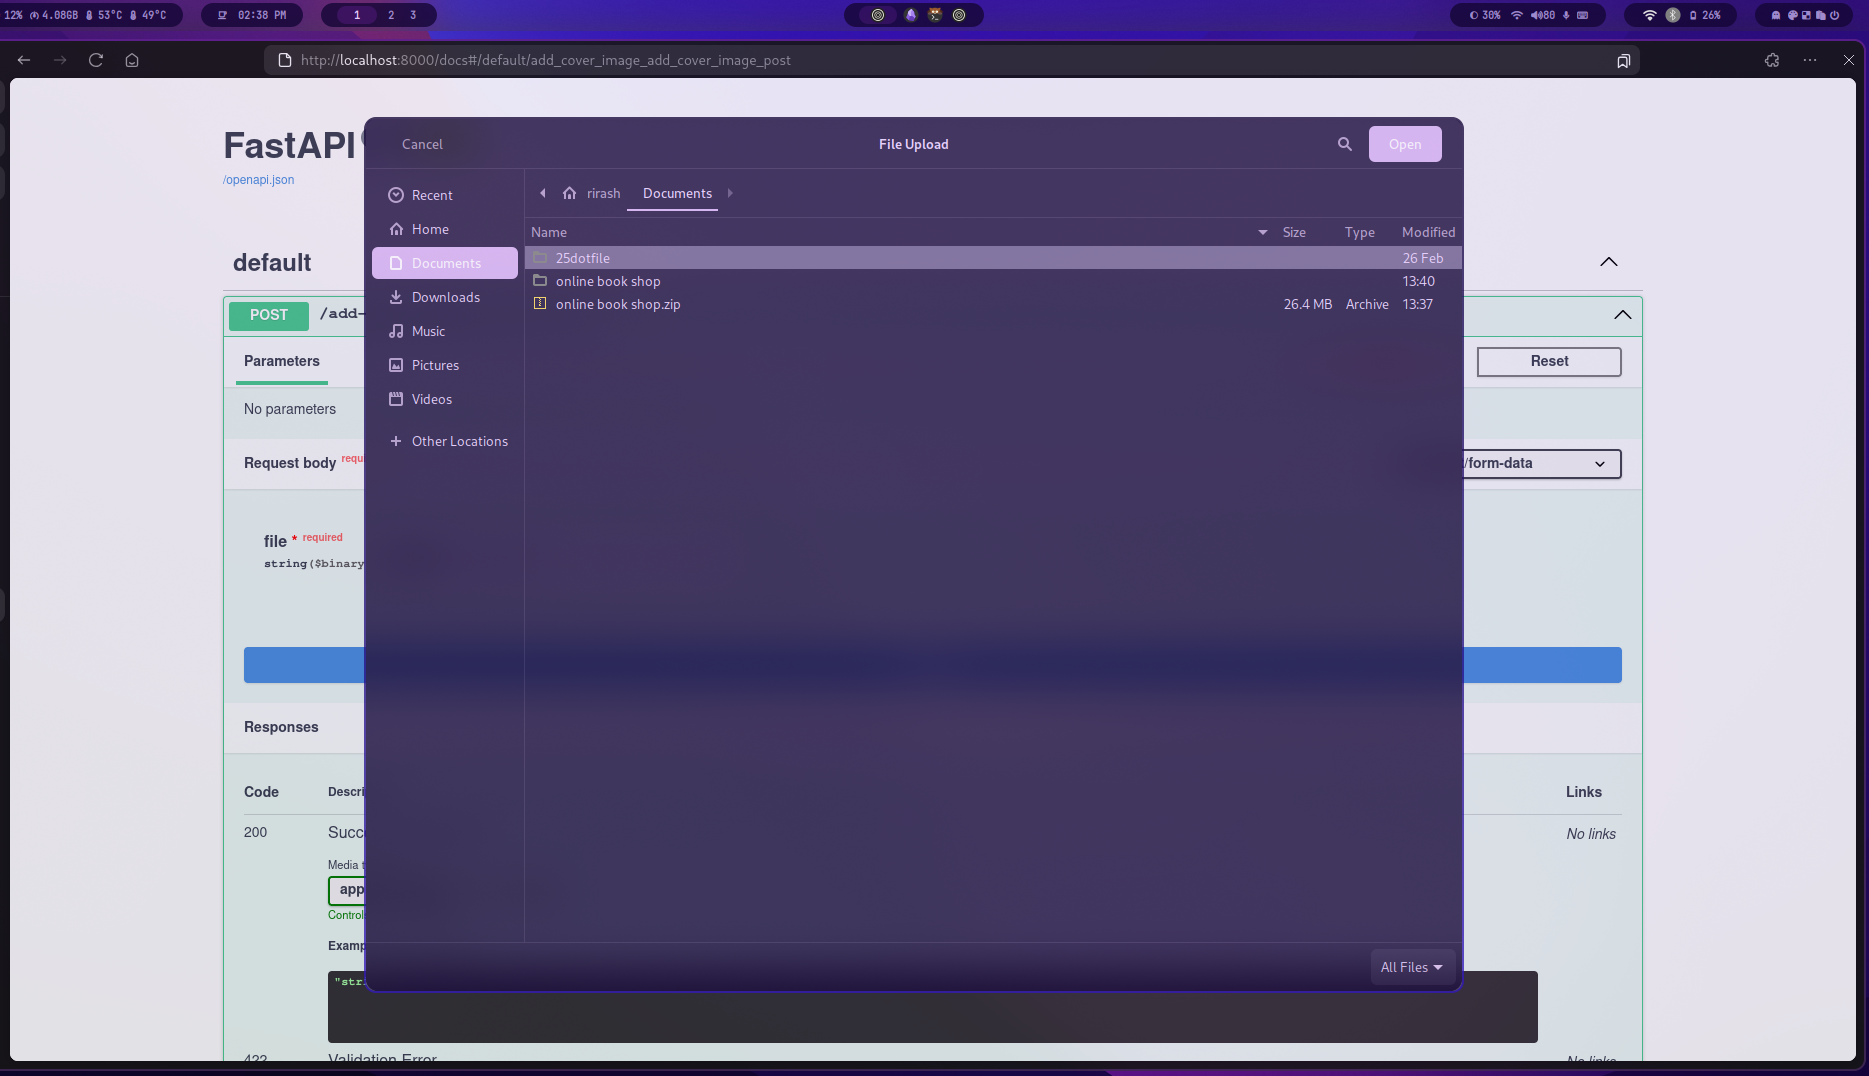 12% 4.08GB 53°C 49°C
02:38 PM
1 2 3
30% 80
26%
http://localhost:8000/docs#/default/add_cover_image_add_cover_image_post
FastAPI
/openapi.json
default
POST /add-
Parameters
Reset
No parameters
Request body requ
/form-data
file * required
string($binary
Responses
Code Descri Links
200 Succ No links
Media t
app
Control
Examp
"str
422 Validation Error No links
Cancel File Upload Open
Recent
Home
Documents
Downloads
Music
Pictures
Videos
Other Locations
rirash Documents
Name Size Type Modified
25dotfile 26 Feb
online book shop 13:40
online book shop.zip 26.4 MB Archive 13:37
All Files